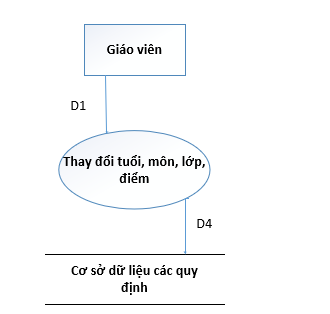 Giáo viên
D1
Thay đổi tuổi, môn, lớp,
điểm
D4
Cơ sở dữ liệu các quy
định